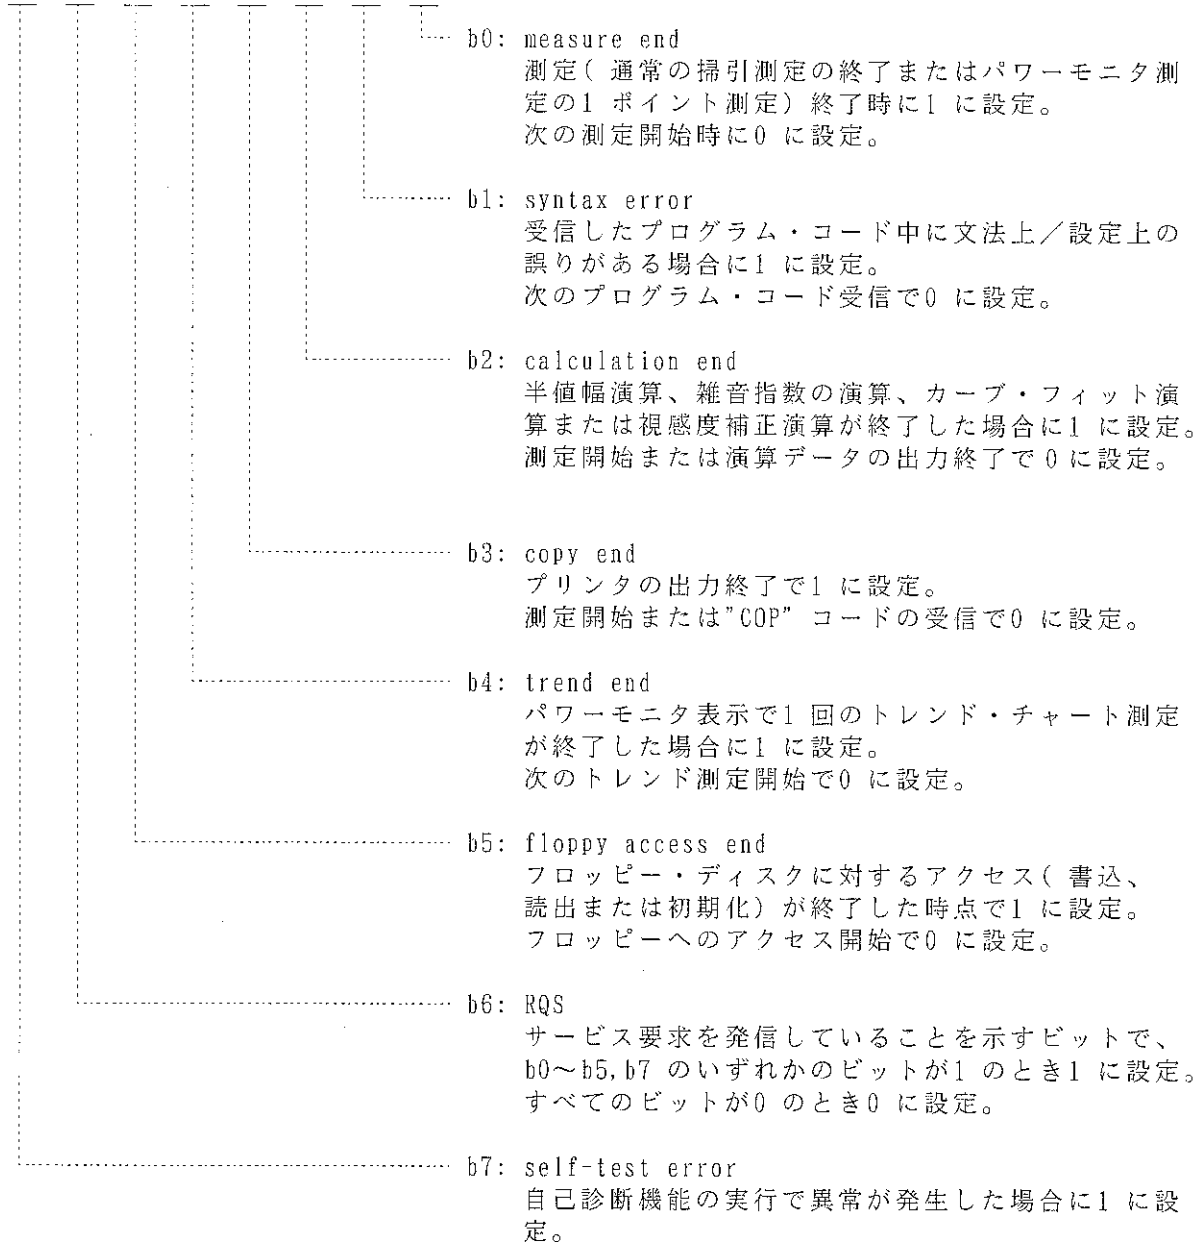 b0: measure end
測定( 通常の掃引測定の終了またはパワーモニタ測
定の1 ポイント測定) 終了時に1 に設定。
次の測定開始時に0 に設定。
b1: syntax error
受信したプログラム・コード中に文法上／設定上の
誤りがある場合に1 に設定。
次のプログラム・コード受信で0 に設定。
b2: calculation end
半値幅演算、雑音指数の演算、カーブ・フィット演
算または視感度補正演算が終了した場合に1 に設定。
測定開始または演算データの出力終了で0に設定。
b3: copy end
プリンタの出力終了で1 に設定。
測定開始または"COP" コードの受信で0 に設定。
b4: trend end
パワーモニタ表示で1 回のトレンド・チャート測定
が終了した場合に1 に設定。
次のトレンド測定開始で0 に設定。
b5: floppy access end
フロッピー・ディスクに対するアクセス( 書込、
読出または初期化) が終了した時点で1 に設定。
フロッピーへのアクセス開始で0 に設定。
b6: RQS
サービス要求を発信していることを示すビットで、
b0～b5,b7 のいずれかのビットが1 のとき1 に設定。
すべてのビットが0 のとき0 に設定。
b7: self-test error
自己診断機能の実行で異常が発生した場合に1 に設
定。